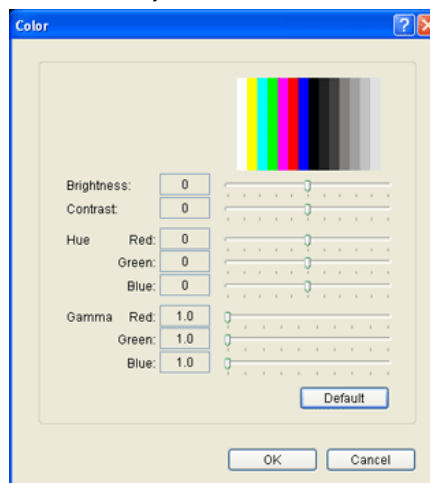 Color
Brightness: 0
Contrast: 0
Hue Red: 0
Green: 0
Blue: 0
Gamma Red: 1.0
Green: 1.0
Blue: 1.0
Default
OK Cancel